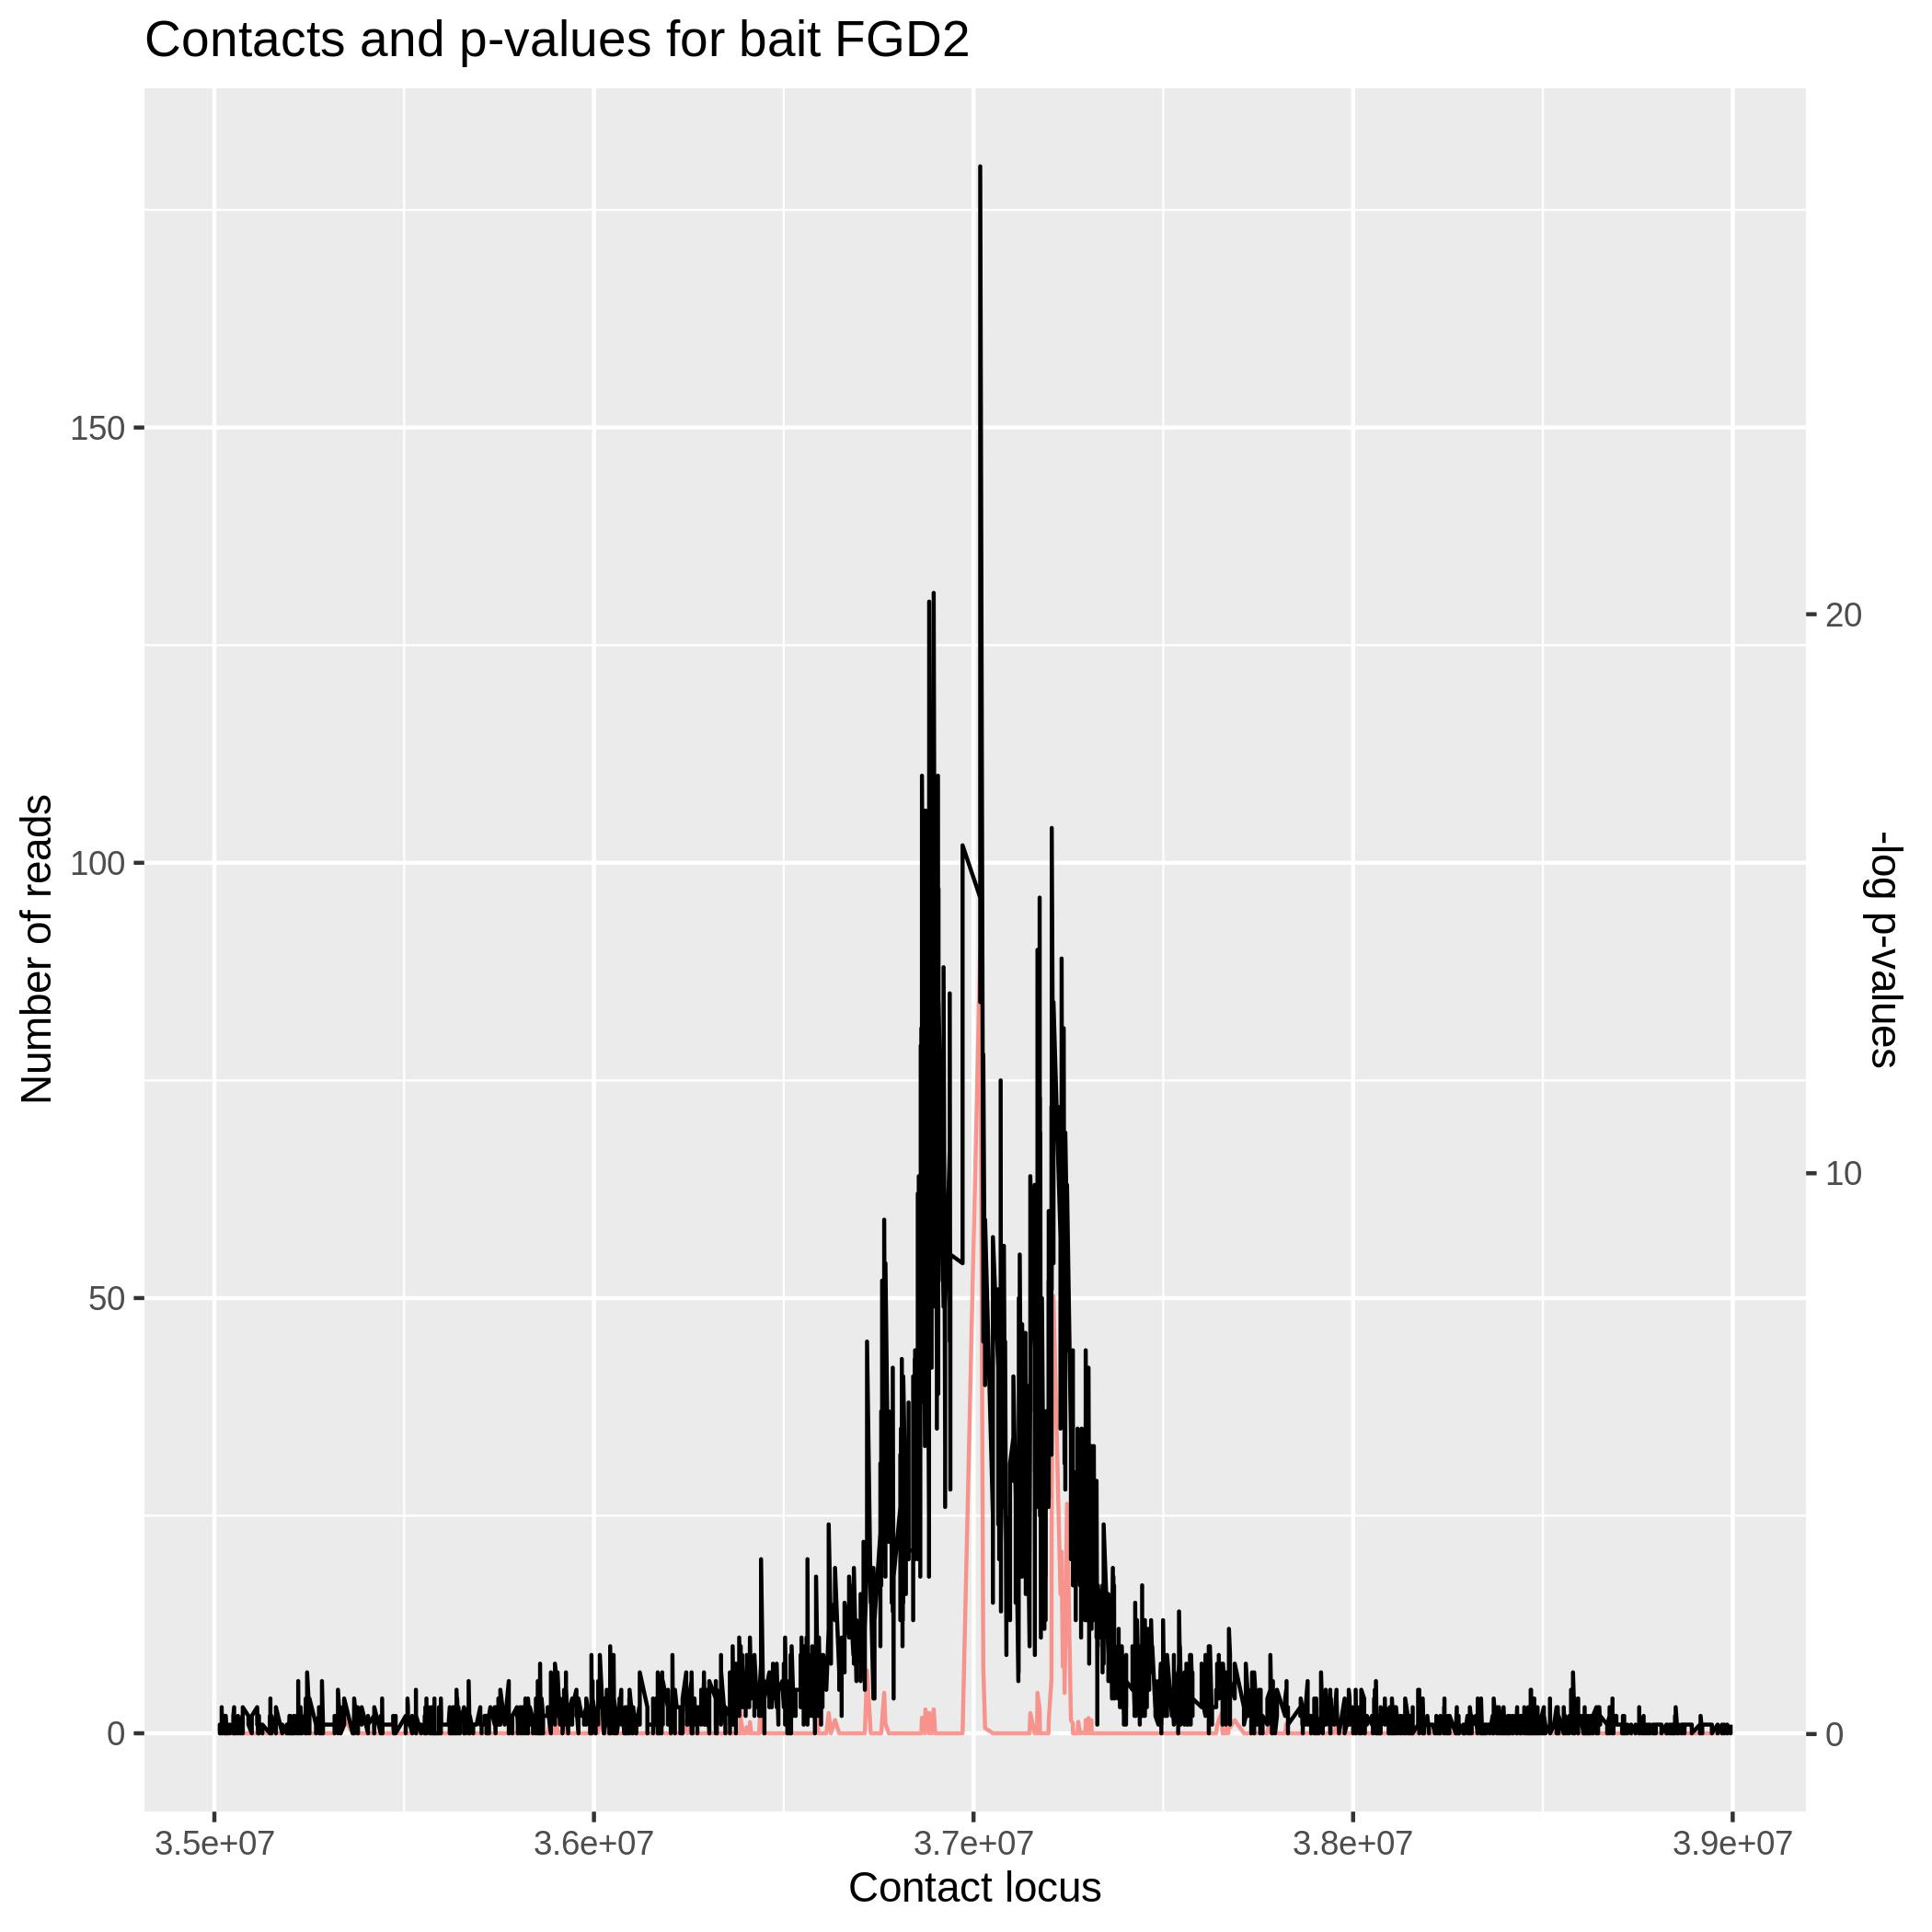 Contacts and p-values for bait FGD2
Number of reads
150
100
50
0
20
10
0
-log p-values
3.5e+07
3.6e+07
3.7e+07
3.8e+07
3.9e+07
Contact locus